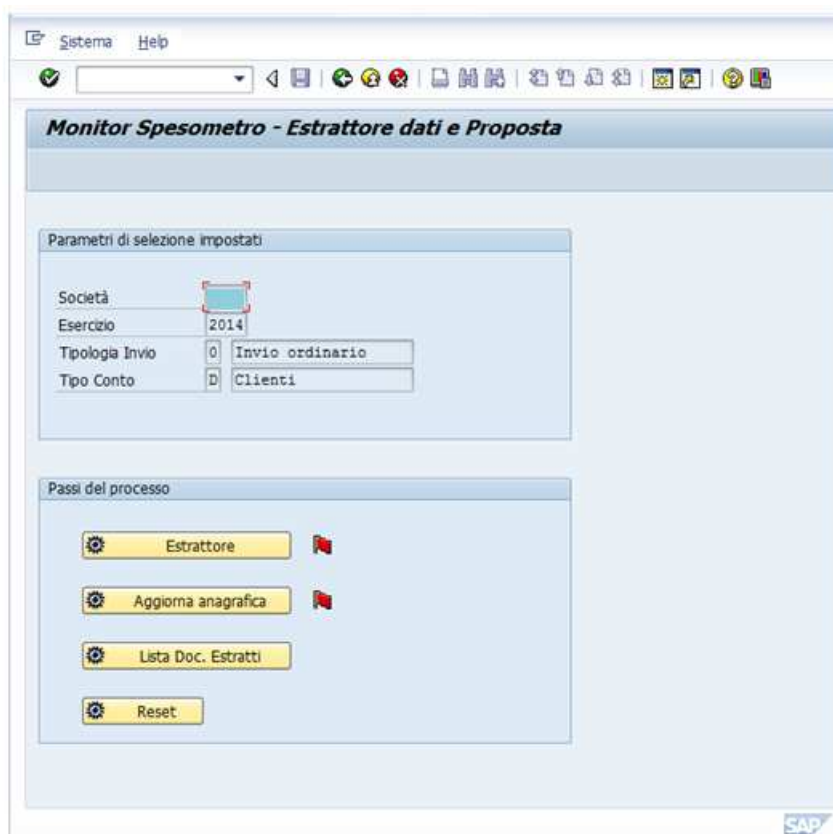 Sistema Help
Monitor Spesometro - Estrattore dati e Proposta
Parametri di selezione impostati
Società
Esercizio 2014
Tipologia Invio O Invio ordinario
Tipo Conto D Clienti
Passi del processo
Estrattore
Aggiorna anagrafica
Lista Doc. Estratti
Reset
SAP